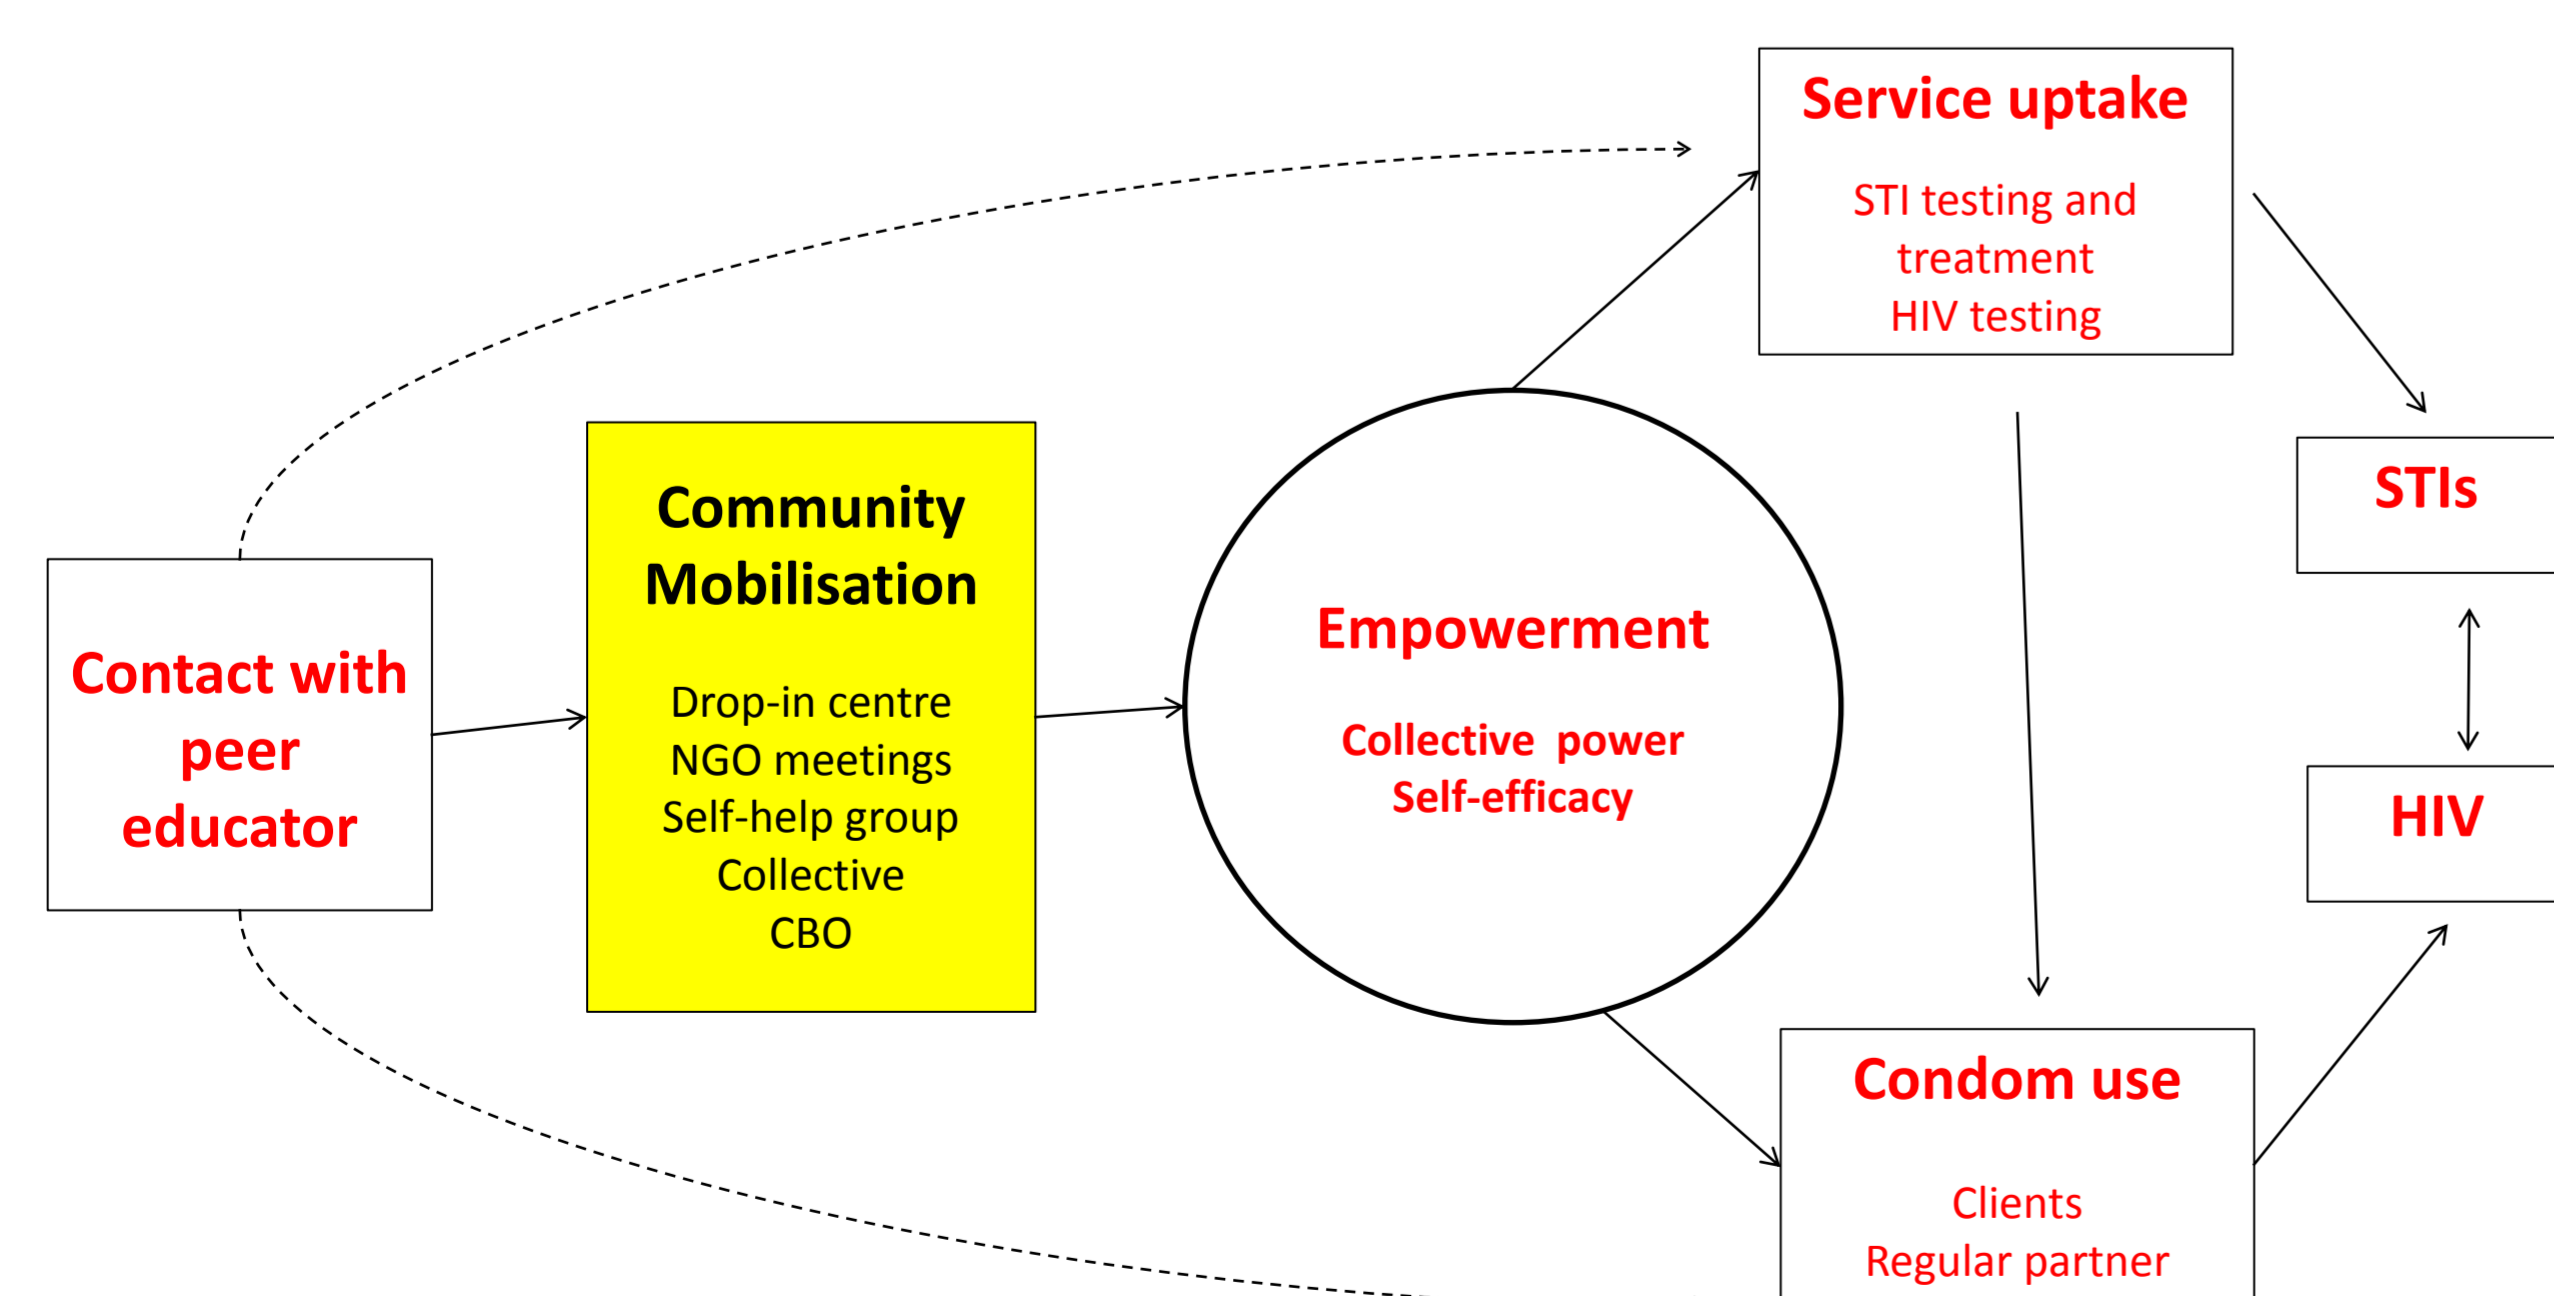 Service uptake
STI testing and
treatment
HIV testing
Community
Mobilisation
Drop-in centre
NGO meetings
Self-help group
Collective
CBO
Contact with
peer
educator
Empowerment
Collective  power
Self-efficacy
STIs
HIV
Condom use
Clients
Regular partner